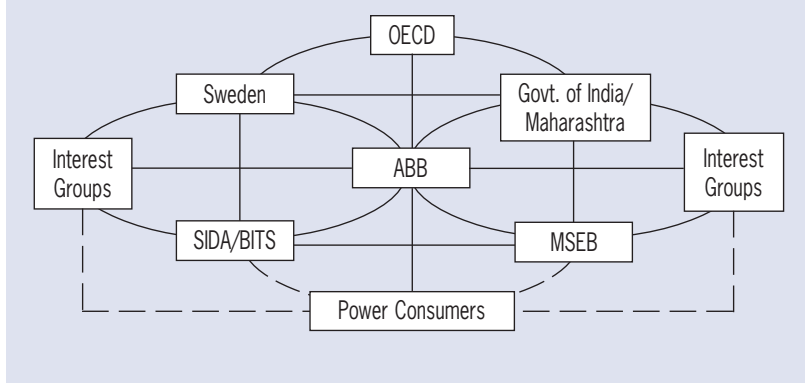 OECD
Sweden
Govt. of India/
Maharashtra
Interest
Groups
ABB
Interest
Groups
SIDA/BITS
MSEB
Power Consumers